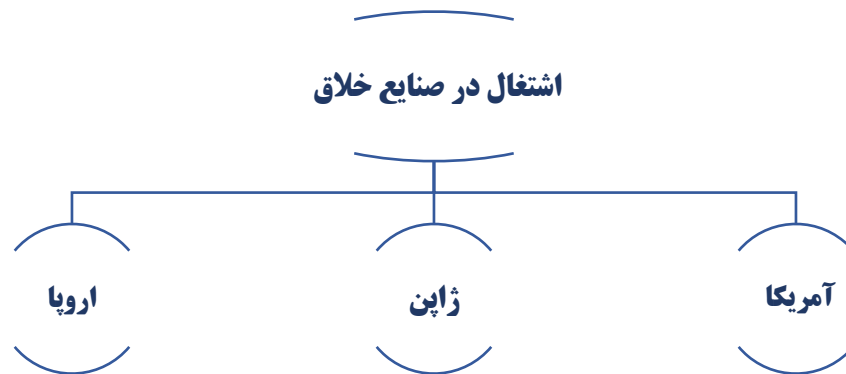 اشتغال در صنایع خلاق
آمریکا
ژاپن
اروپا